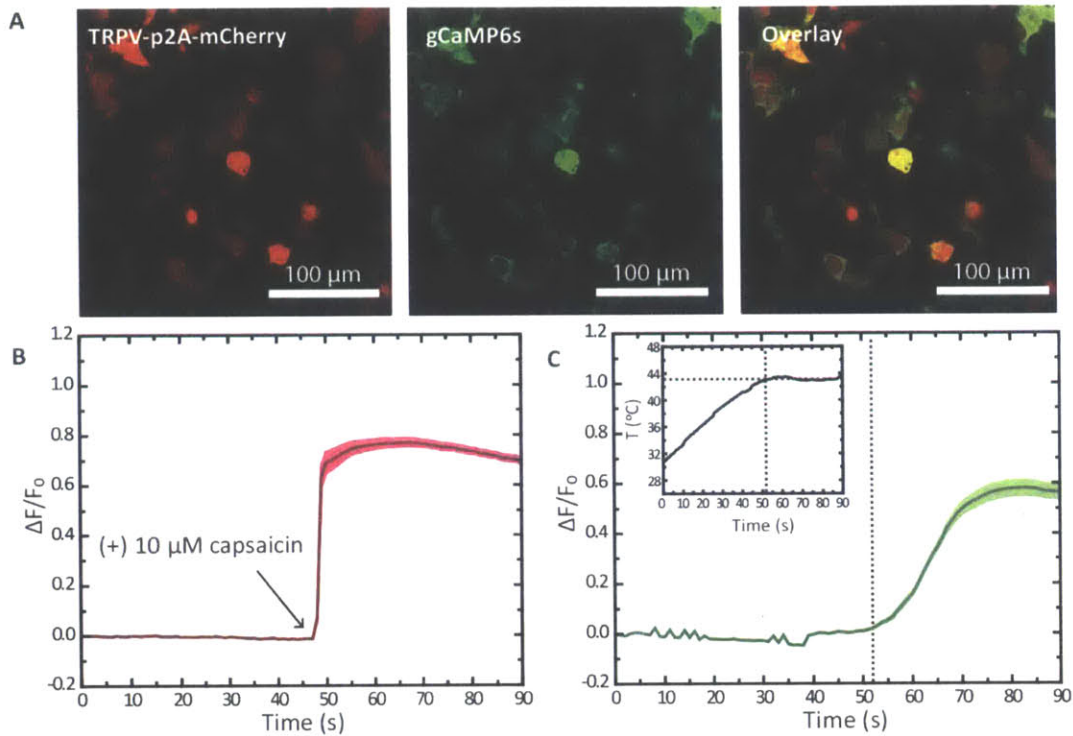 A
TRPV-p2A-mCherry
gCaMP6s
Overlay
100 µm
100 µm
100 µm
B
1.2
1.0
0.8
0.6
0.4
0.2
0.0
-0.2
ΔF/F₀
(+) 10 µM capsaicin
0 10 20 30 40 50 60 70 80 90
Time (s)
C
1.2
1.0
0.8
0.6
0.4
0.2
0.0
-0.2
ΔF/F₀
48
44
40
36
32
28
T (°C)
0 10 20 30 40 50 60 70 80 90
Time (s)
0 10 20 30 40 50 60 70 80 90
Time (s)